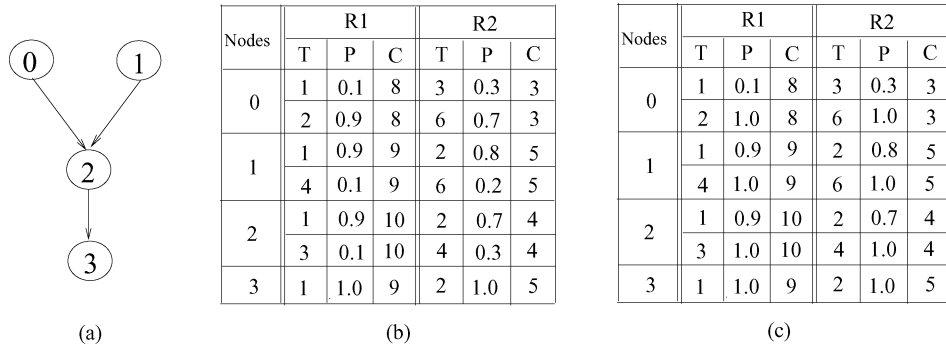 0 1
2
3
(a)
Nodes R1 R2
T P C T P C
0 1 0.1 8 3 0.3 3
2 0.9 8 6 0.7 3
1 1 0.9 9 2 0.8 5
4 0.1 9 6 0.2 5
2 1 0.9 10 2 0.7 4
3 0.1 10 4 0.3 4
3 1 1.0 9 2 1.0 5
(b)
Nodes R1 R2
T P C T P C
0 1 0.1 8 3 0.3 3
2 1.0 8 6 1.0 3
1 1 0.9 9 2 0.8 5
4 1.0 9 6 1.0 5
2 1 0.9 10 2 0.7 4
3 1.0 10 4 1.0 4
3 1 1.0 9 2 1.0 5
(c)